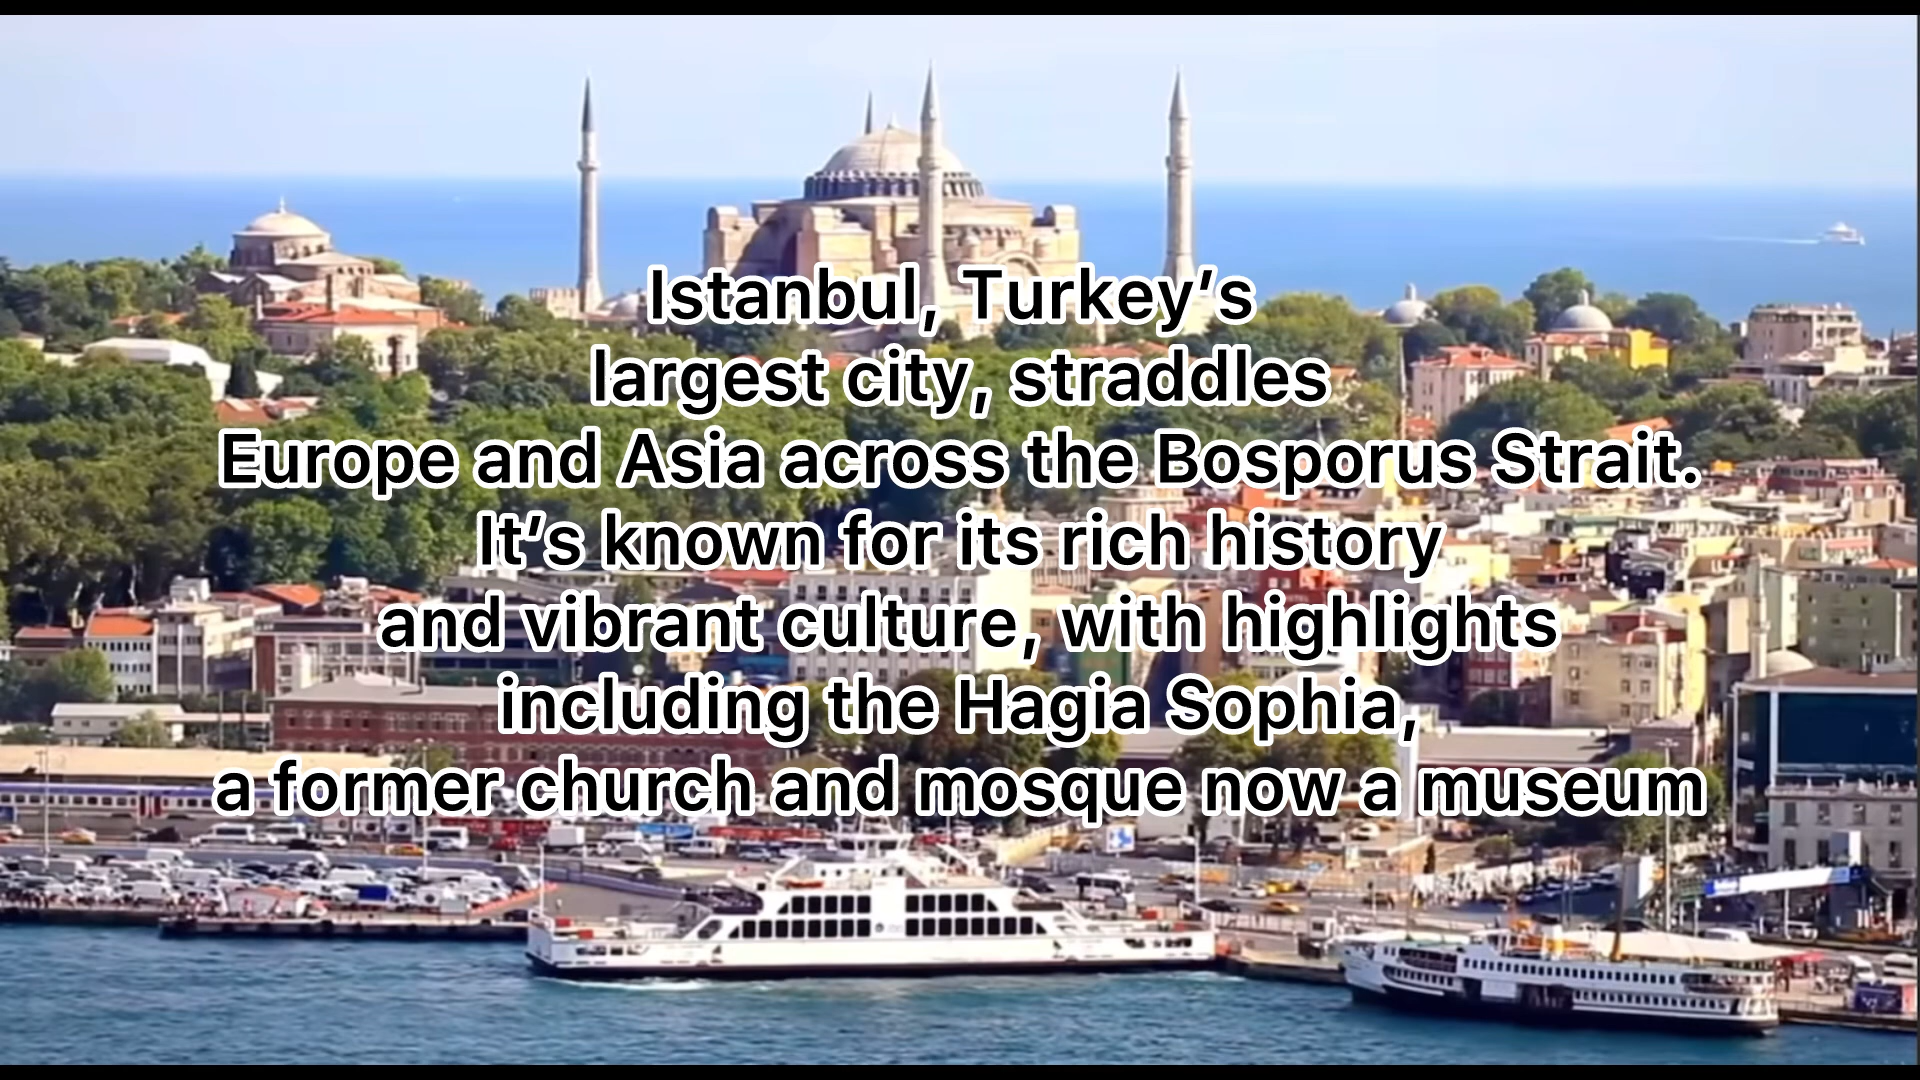 Istanbul, Turkey’s
largest city, straddles
Europe and Asia across the Bosporus Strait.
It’s known for its rich history
and vibrant culture, with highlights
including the Hagia Sophia,
a former church and mosque now a museum